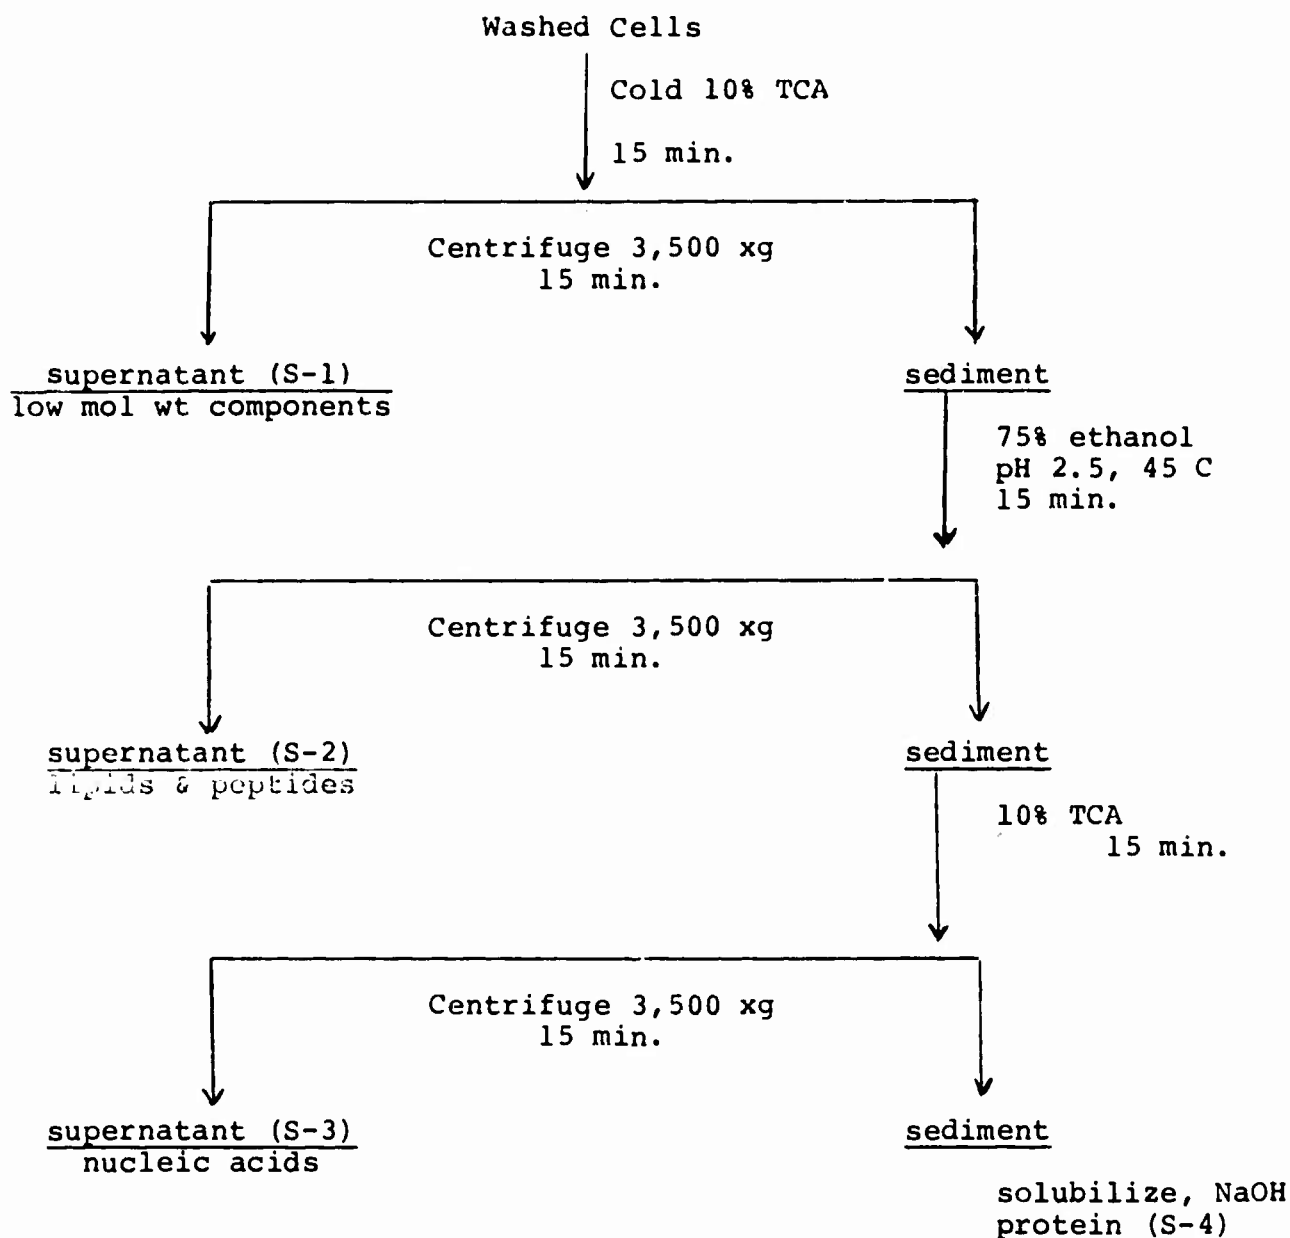 Washed Cells
Cold 10% TCA
15 min.
Centrifuge 3,500 xg
15 min.
supernatant (S-1)
low mol wt components
sediment
75% ethanol
pH 2.5, 45 C
15 min.
Centrifuge 3,500 xg
15 min.
supernatant (S-2)
lipids & peptides
sediment
10% TCA
15 min.
Centrifuge 3,500 xg
15 min.
supernatant (S-3)
nucleic acids
sediment
solubilize, NaOH
protein (S-4)